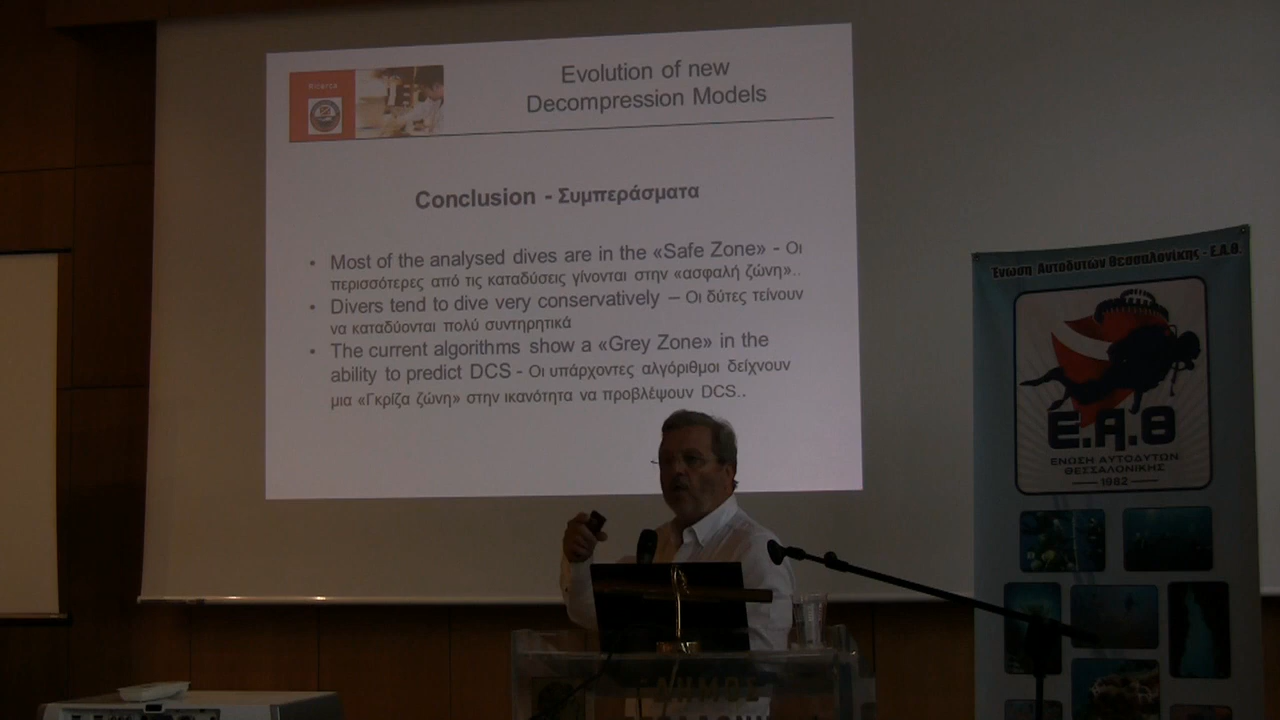 Evolution of new
Decompression Models
Conclusion - Συμπεράσματα
• Most of the analysed dives are in the «Safe Zone» - Οι
περισσότερες από τις καταδύσεις γίνονται στην «ασφαλή ζώνη»..
• Divers tend to dive very conservatively – Οι δύτες τείνουν
να καταδύονται πολύ συντηρητικά
• The current algorithms show a «Grey Zone» in the
ability to predict DCS - Οι υπάρχοντες αλγόριθμοι δείχνουν
μια «Γκρίζα ζώνη» στην ικανότητα να προβλέψουν DCS..
Ένωση Αυτοδυτών Θεσσαλονίκης - Ε.Α.Θ.
Ε.Α.Θ
ΕΝΩΣΗ ΑΥΤΟΔΥΤΩΝ
ΘΕΣΣΑΛΟΝΙΚΗΣ
1982
ΔΗΜΟΣ